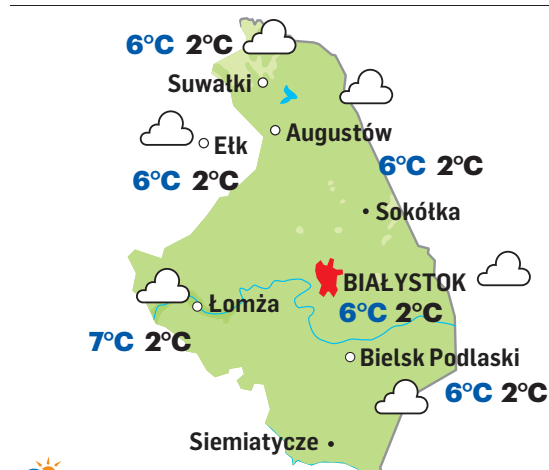 6°C 2°C
Suwałki
Augustów
Ełk
6°C 2°C
6°C 2°C
Sokółka
BIAŁYSTOK
6°C 2°C
Łomża
7°C 2°C
Bielsk Podlaski
6°C 2°C
Siemiatycze